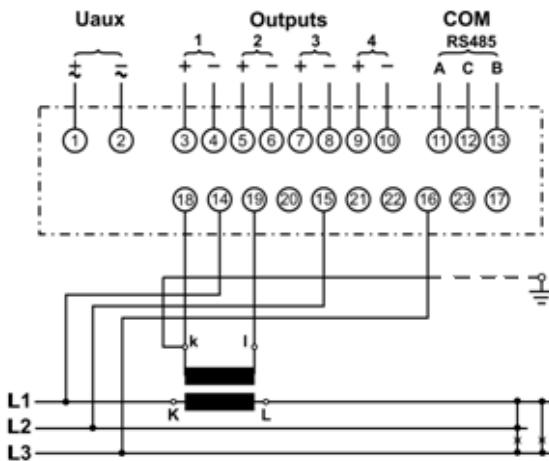 Uaux Outputs COM
1 2 3 4 RS485
+ − + − + − + − A C B
1 2 3 4 5 6 7 8 9 10 11 12 13
18 14 19 20 15 21 22 16 23 17
k l
L1 K L
L2
L3